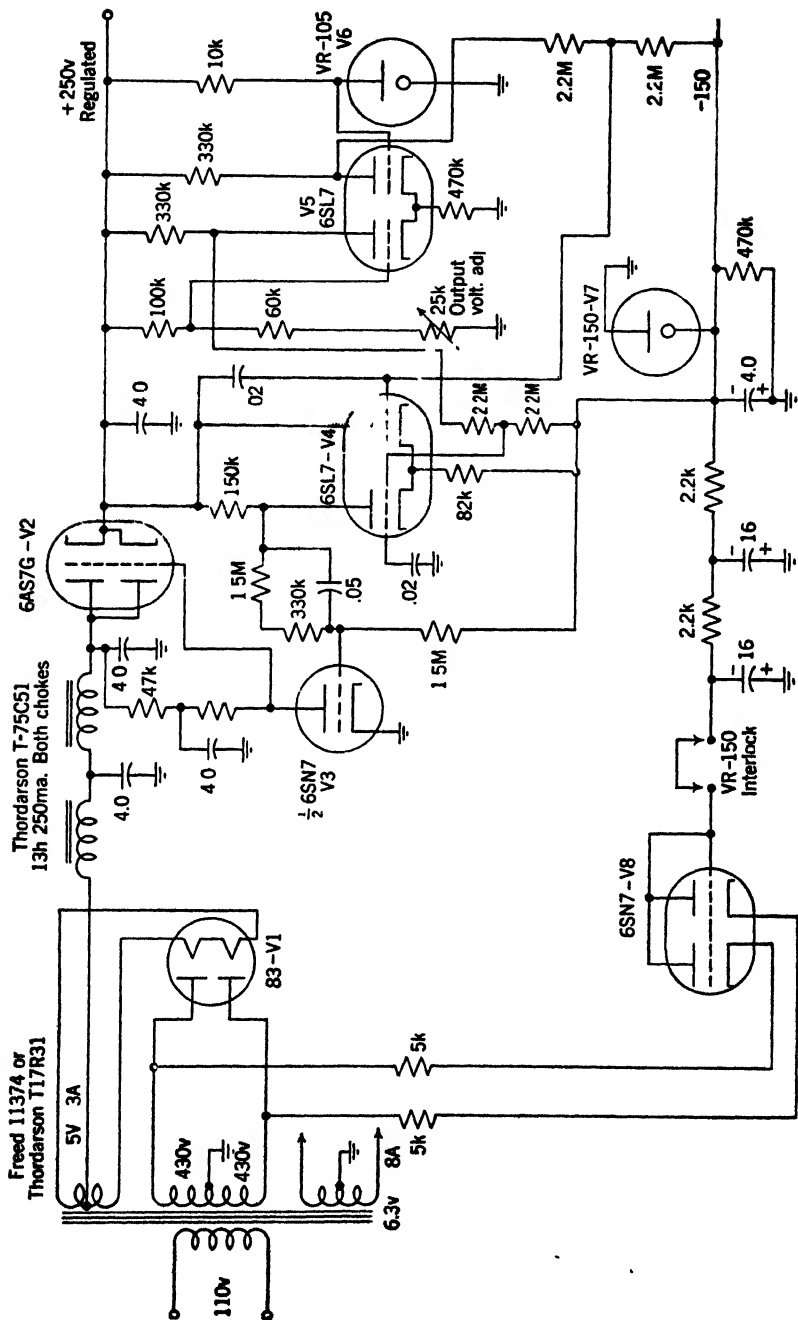 Freed 11374 or
Thordarson T17R31
5V 3A
430v
430v
110v
6.3v
8A
83-V1
5k
5k
Thordarson T-75C51
13h 250ma. Both chokes
4.0
4 0
47k
4 0
½ 6SN7
V3
6AS7G-V2
4 0
150k
1 5M
330k
.05
1 5M
02
6SL7-V4
.02
82k
2 2M
2 2M
+250v
Regulated
100k
60k
25k
Output
volt. adj
330k
330k
10k
V5
6SL7
470k
VR-105
V6
2.2M
2.2M
-150
6SN7-V8
VR-150
Interlock
- 16 +
2.2k
- 16 +
2.2k
- 4.0 +
VR-150-V7
470k